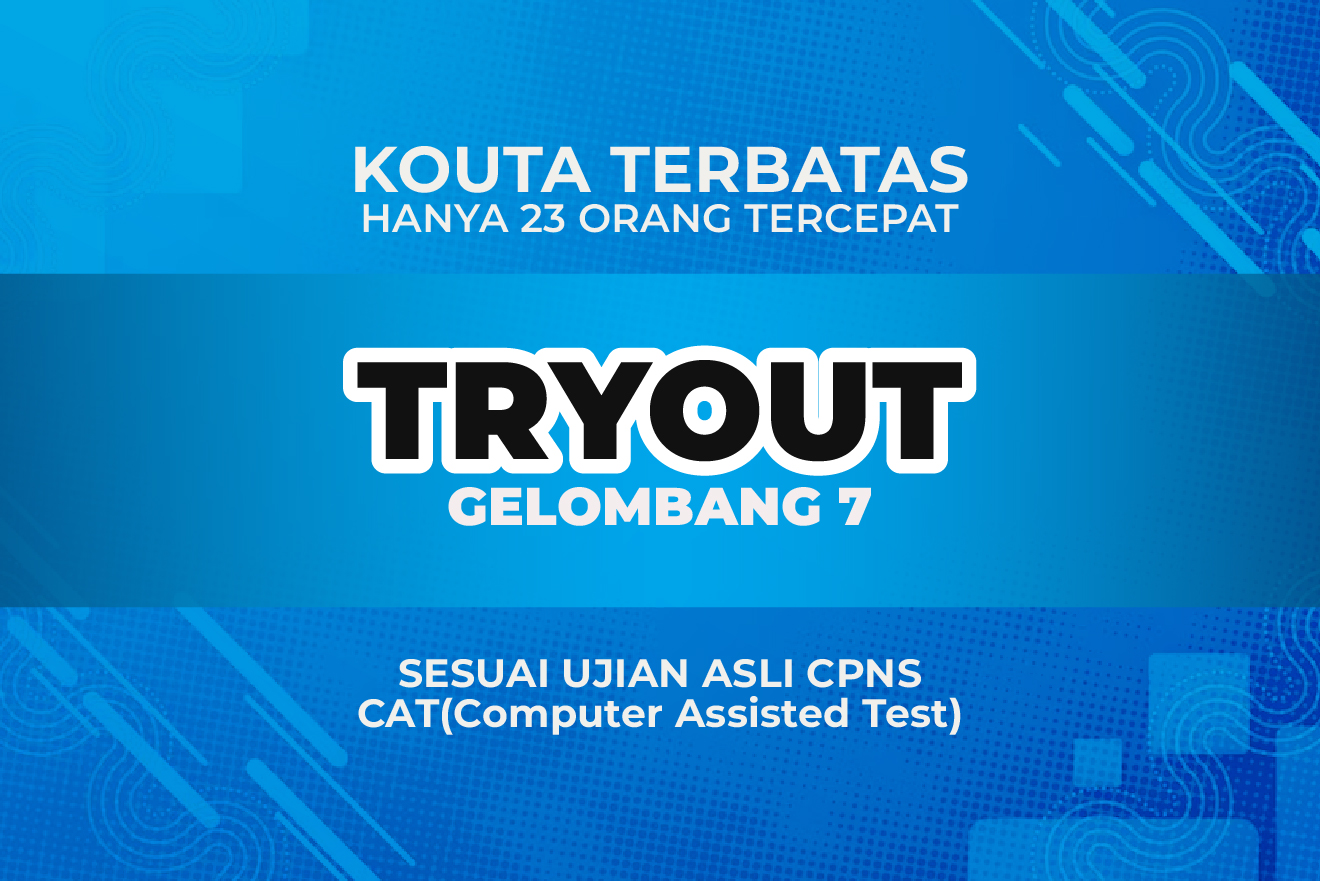 KOUTA TERBATAS
HANYA 23 ORANG TERCEPAT
TRYOUT
GELOMBANG 7
SESUAI UJIAN ASLI CPNS
CAT(Computer Assisted Test)